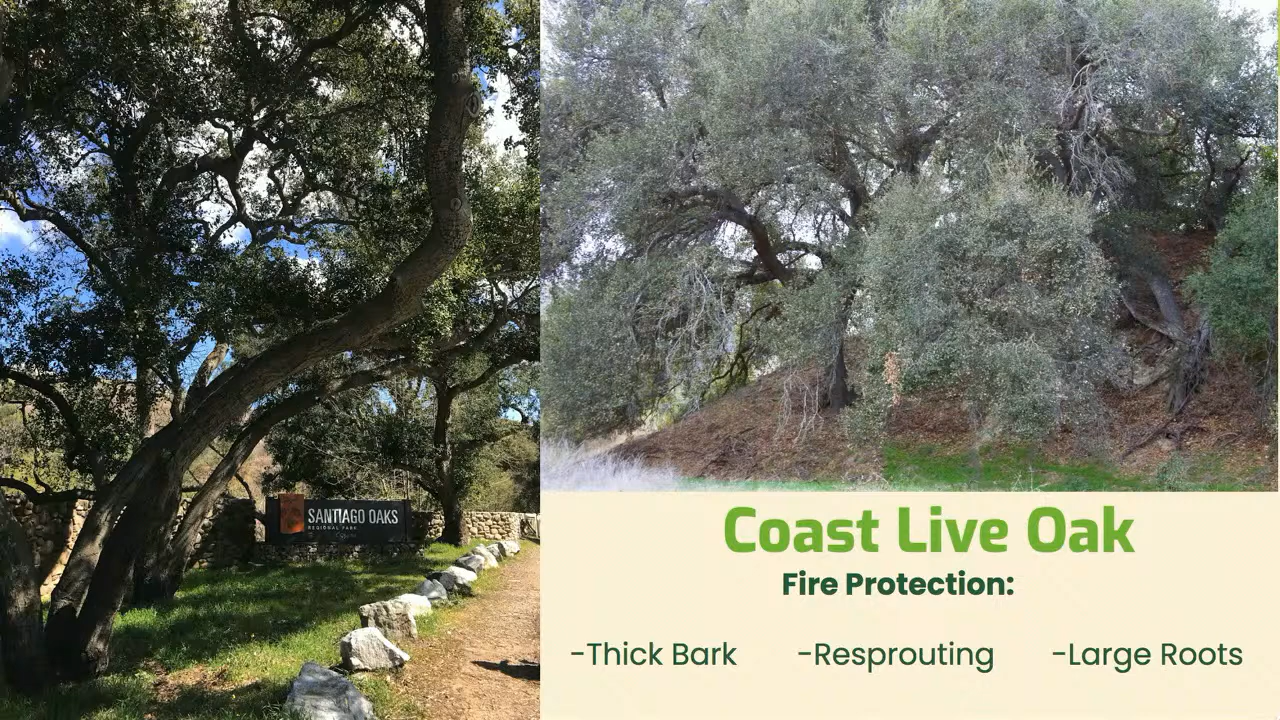 SANTIAGO OAKS
REGIONAL PARK
Coast Live Oak
Fire Protection:
-Thick Bark -Resprouting -Large Roots